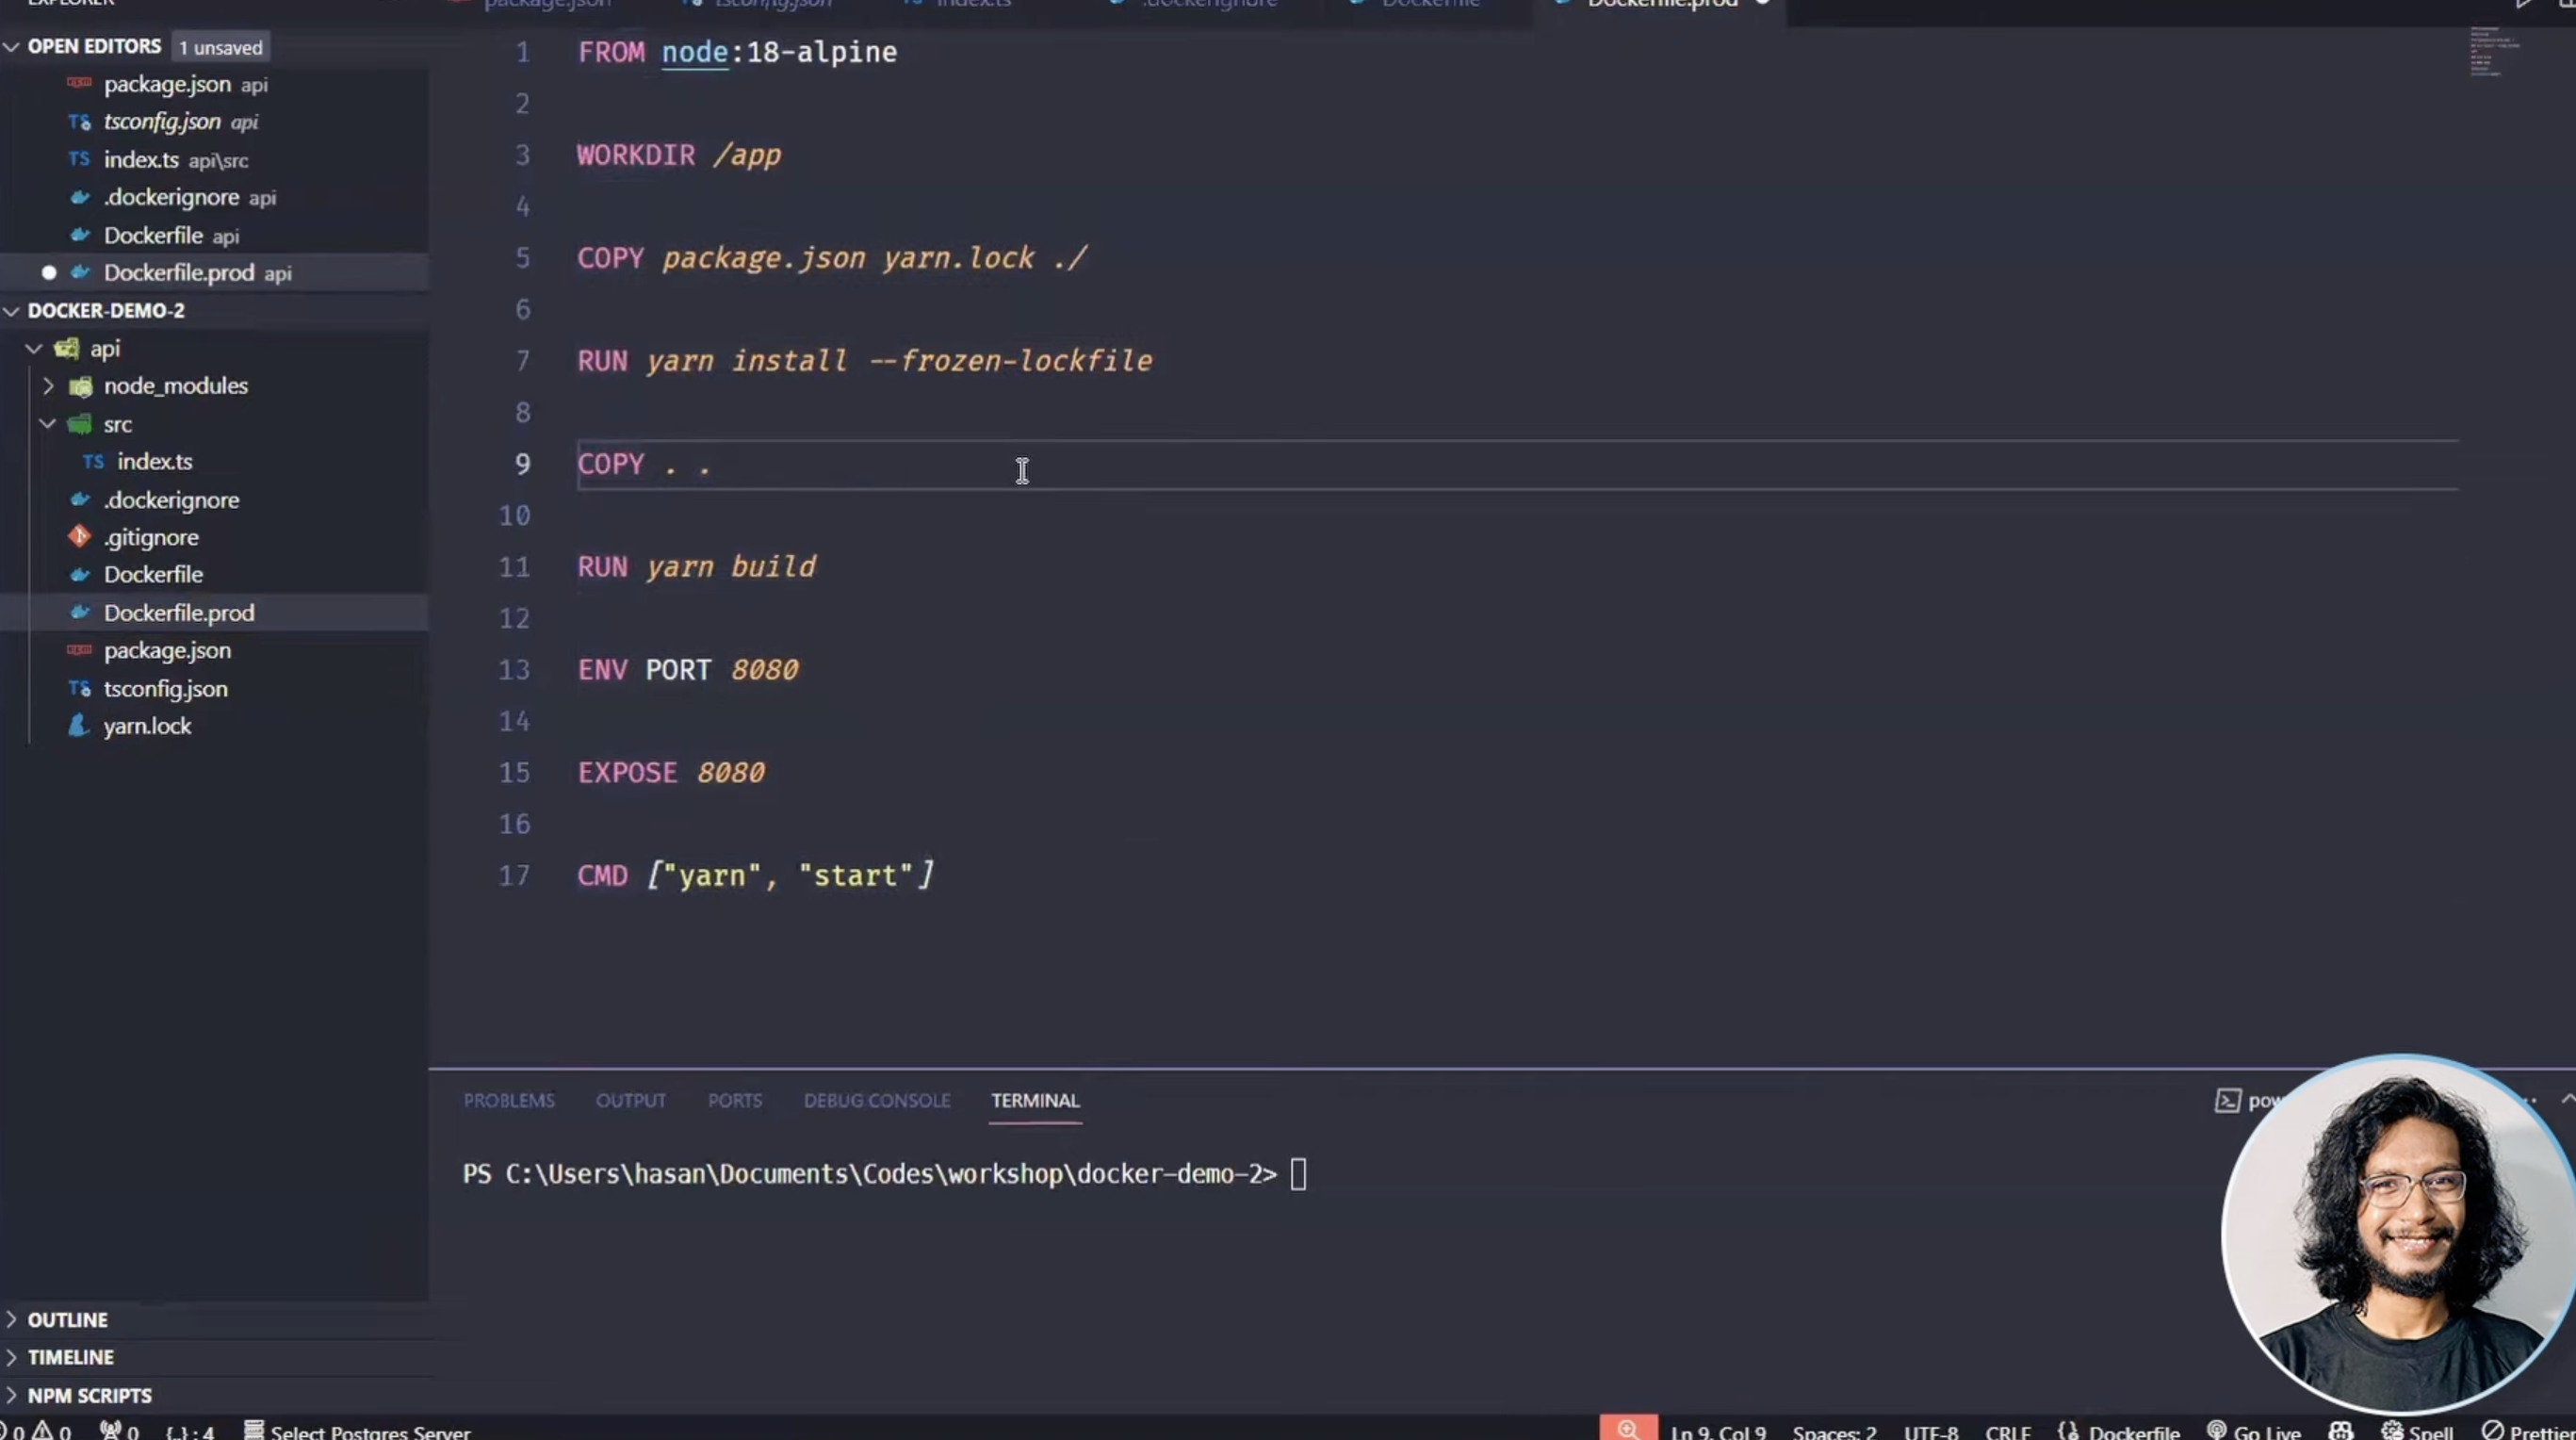 EXPLORER
OPEN EDITORS 1 unsaved
package.json api
tsconfig.json api
index.ts api\src
.dockerignore api
Dockerfile api
Dockerfile.prod api
DOCKER-DEMO-2
api
node_modules
src
index.ts
.dockerignore
.gitignore
Dockerfile
Dockerfile.prod
package.json
tsconfig.json
yarn.lock
OUTLINE
TIMELINE
NPM SCRIPTS
package.json tsconfig.json index.ts .dockerignore Dockerfile Dockerfile.prod
1 FROM node:18-alpine
2
3 WORKDIR /app
4
5 COPY package.json yarn.lock ./
6
7 RUN yarn install --frozen-lockfile
8
9 COPY . .
10
11 RUN yarn build
12
13 ENV PORT 8080
14
15 EXPOSE 8080
16
17 CMD ["yarn", "start"]
PROBLEMS OUTPUT PORTS DEBUG CONSOLE TERMINAL pow
PS C:\Users\hasan\Documents\Codes\workshop\docker-demo-2>
0 0 0 {..}: 4 Select Postgres Server Ln 9, Col 9 Spaces: 2 UTF-8 CRLF Dockerfile Go Live Spell Prettie